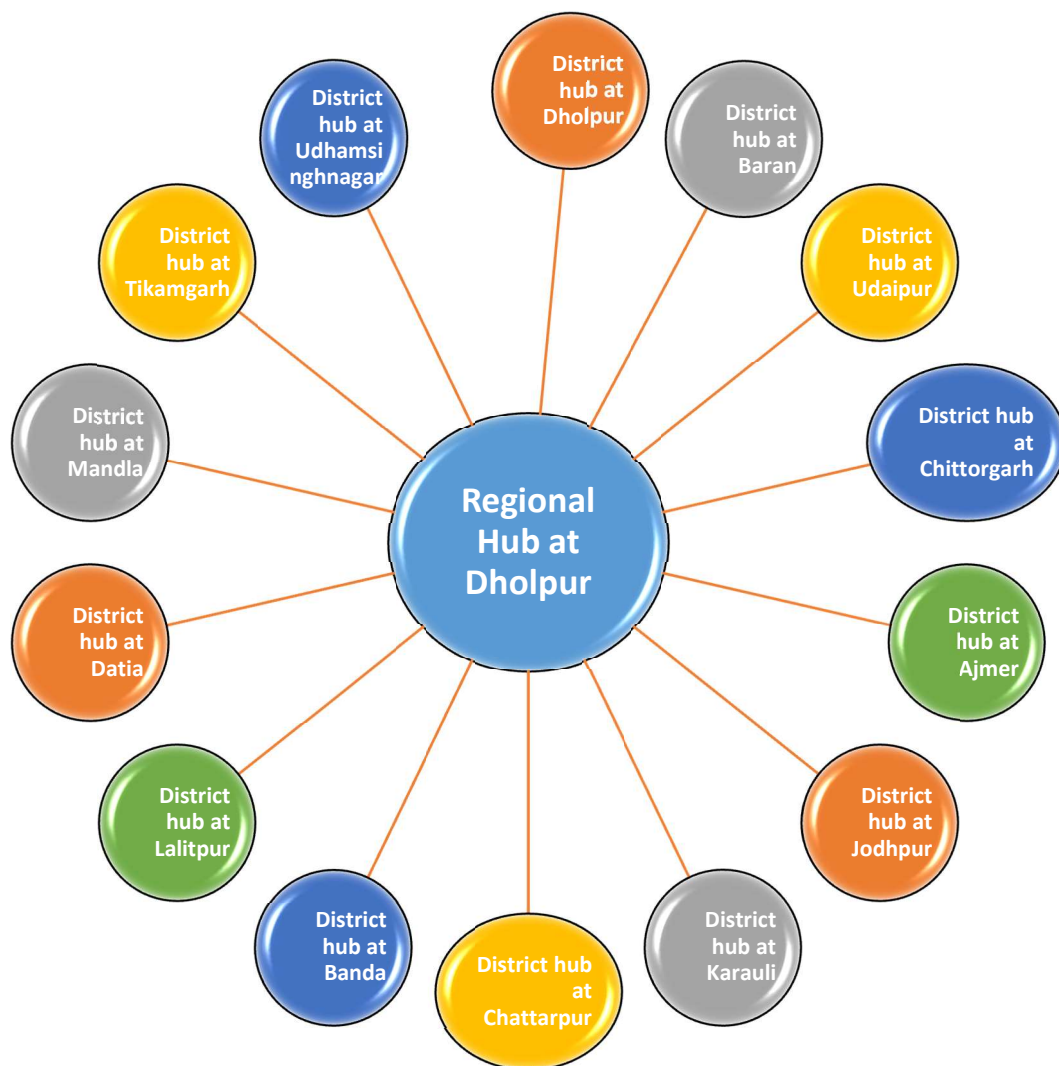 District
hub at
Dholpur
District
hub at
Baran
District
hub at
Udaipur
District hub
at
Chittorgarh
District
hub at
Ajmer
District
hub at
Jodhpur
District
hub at
Karauli
District hub
at
Chattarpur
District
hub at
Banda
District
hub at
Lalitpur
District
hub at
Datia
District
hub at
Mandla
District
hub at
Tikamgarh
District
hub at
Udhamsi
nghnagar
Regional
Hub at
Dholpur